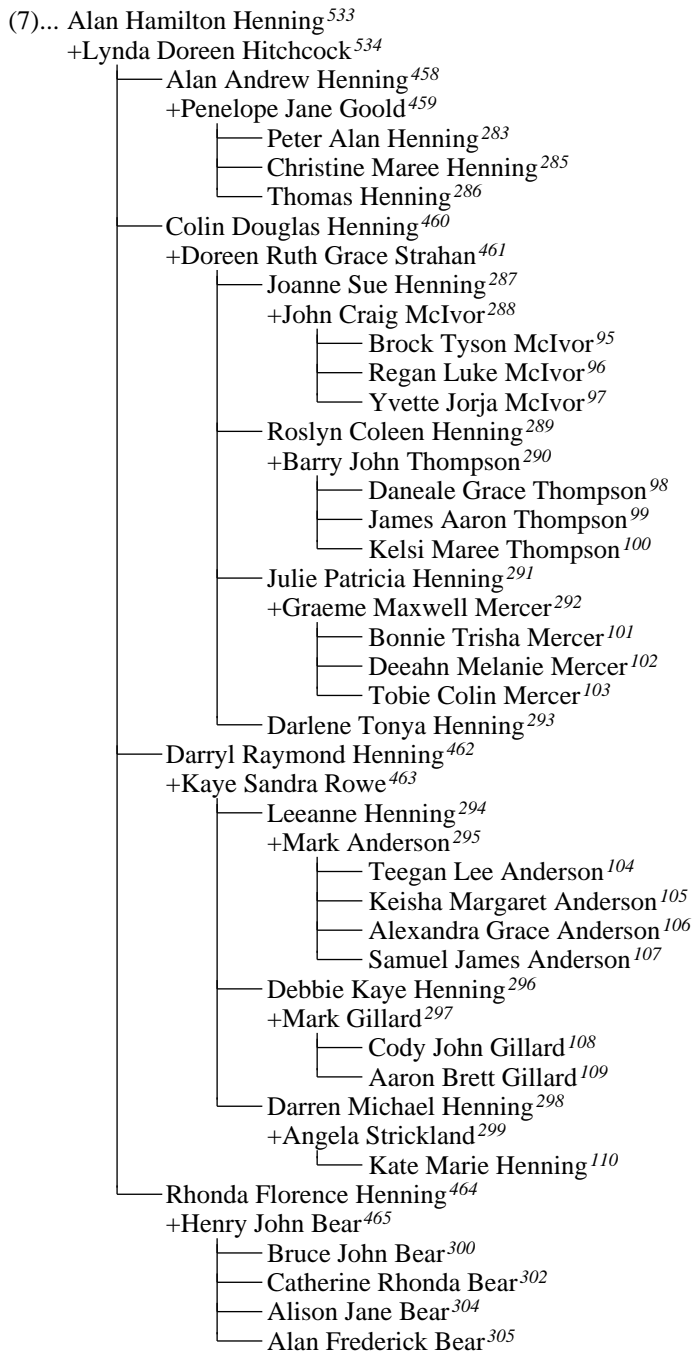 (7)... Alan Hamilton Henning533
+Lynda Doreen Hitchcock534
Alan Andrew Henning458
+Penelope Jane Goold459
Peter Alan Henning283
Christine Maree Henning285
Thomas Henning286
Colin Douglas Henning460
+Doreen Ruth Grace Strahan461
Joanne Sue Henning287
+John Craig McIvor288
Brock Tyson McIvor95
Regan Luke McIvor96
Yvette Jorja McIvor97
Roslyn Coleen Henning289
+Barry John Thompson290
Daneale Grace Thompson98
James Aaron Thompson99
Kelsi Maree Thompson100
Julie Patricia Henning291
+Graeme Maxwell Mercer292
Bonnie Trisha Mercer101
Deeahn Melanie Mercer102
Tobie Colin Mercer103
Darlene Tonya Henning293
Darryl Raymond Henning462
+Kaye Sandra Rowe463
Leeanne Henning294
+Mark Anderson295
Teegan Lee Anderson104
Keisha Margaret Anderson105
Alexandra Grace Anderson106
Samuel James Anderson107
Debbie Kaye Henning296
+Mark Gillard297
Cody John Gillard108
Aaron Brett Gillard109
Darren Michael Henning298
+Angela Strickland299
Kate Marie Henning110
Rhonda Florence Henning464
+Henry John Bear465
Bruce John Bear300
Catherine Rhonda Bear302
Alison Jane Bear304
Alan Frederick Bear305